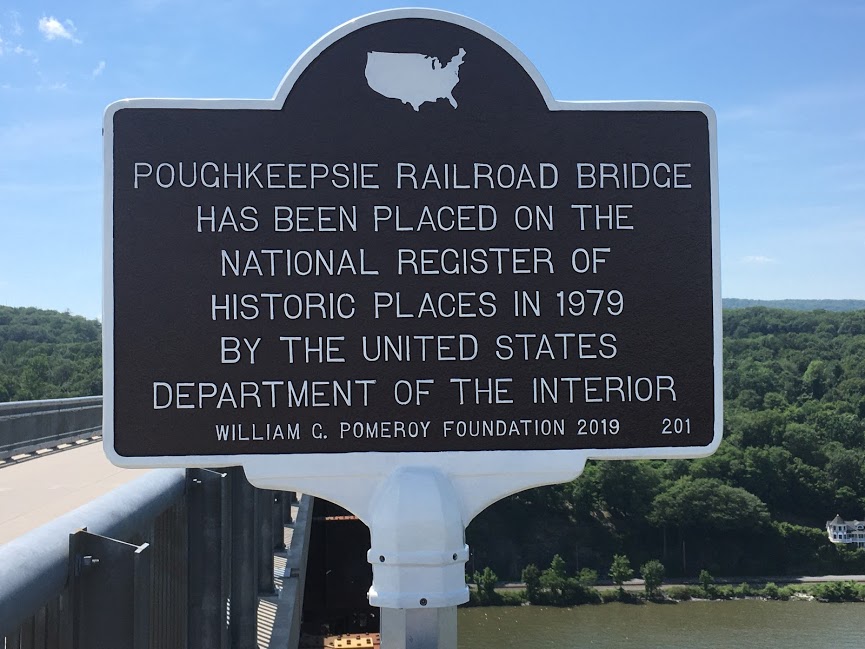 POUGHKEEPSIE RAILROAD BRIDGE
HAS BEEN PLACED ON THE
NATIONAL REGISTER OF
HISTORIC PLACES IN 1979
BY THE UNITED STATES
DEPARTMENT OF THE INTERIOR
WILLIAM G. POMEROY FOUNDATION 2019 201